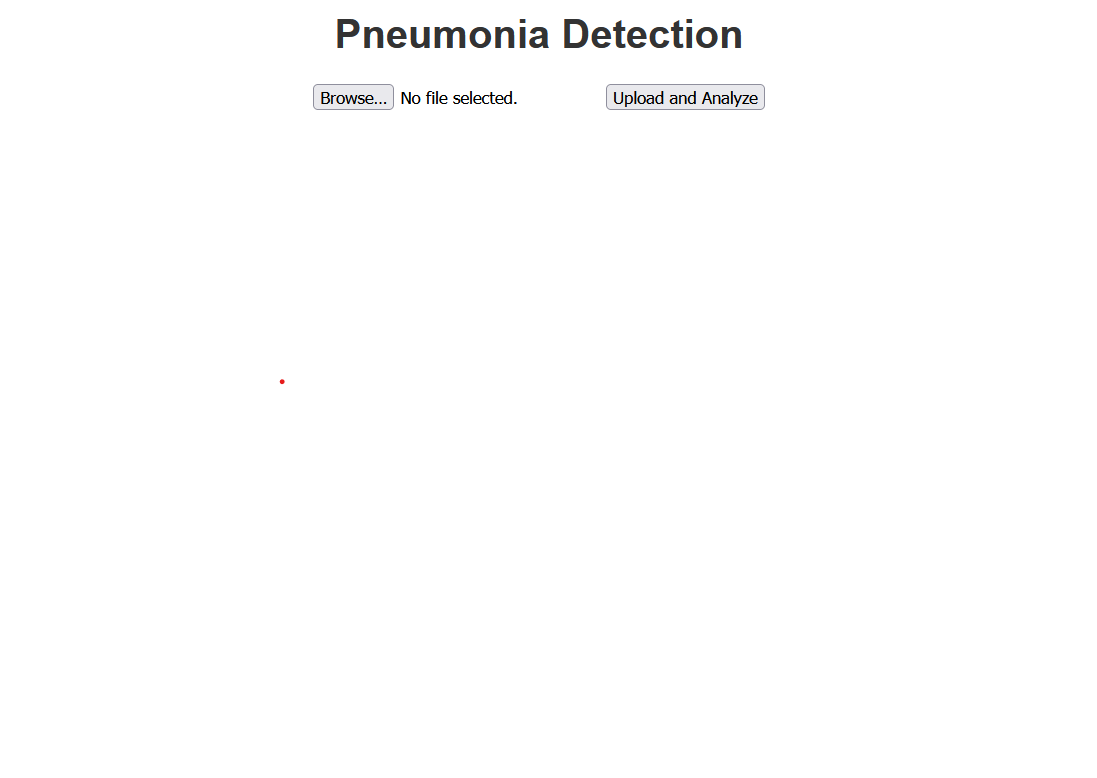 Pneumonia Detection
Browse... No file selected. Upload and Analyze